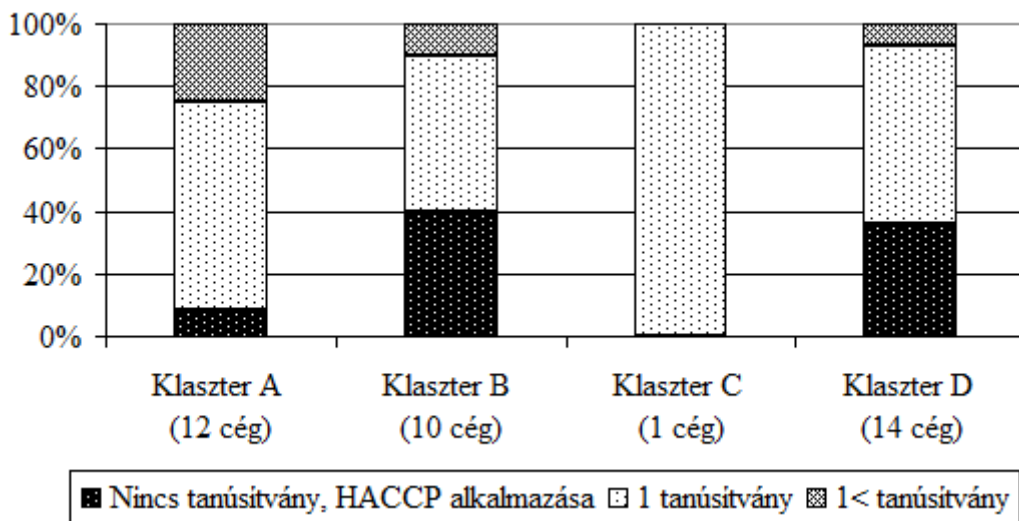 100%
80%
60%
40%
20%
0%
Klaszter A
(12 cég)
Klaszter B
(10 cég)
Klaszter C
(1 cég)
Klaszter D
(14 cég)
Nincs tanúsítvány, HACCP alkalmazása 1 tanúsítvány 1< tanúsítvány